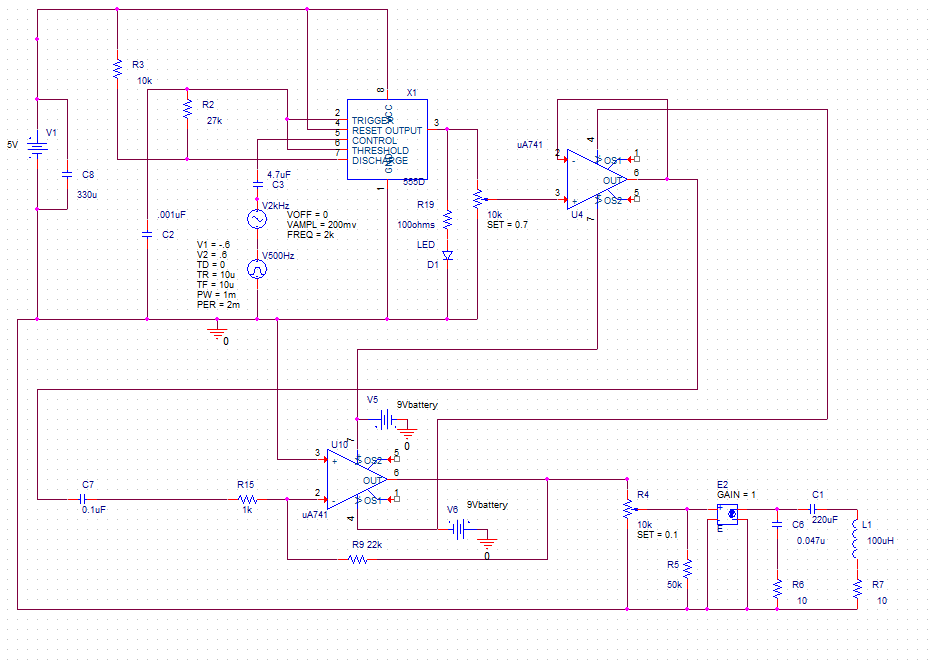 R3
10k
8
X1
R2
27k
2
TRIGGER
VCC
4
RESET OUTPUT
3
5
CONTROL
6
THRESHOLD
7
DISCHARGE
GND
1
555D
V1
5V
C8
330u
4.7uF
C3
.001uF
C2
V2kHz
VOFF = 0
VAMPL = 200mv
FREQ = 2k
V500Hz
V1 = -.6
V2 = .6
TD = 0
TR = 10u
TF = 10u
PW = 1m
PER = 2m
0
R19
100ohms
LED
D1
10k
SET = 0.7
uA741
4
2
-
OS1
1
6
OUT
3
+
OS2
5
U4
7
V5
9Vbattery
0
U10
7
3
+
OS2
5
6
OUT
2
-
OS1
1
uA741
4
V6
9Vbattery
0
C7
0.1uF
R15
1k
R9 22k
R4
10k
SET = 0.1
R5
50k
E2
GAIN = 1
E
C1
220uF
C6
0.047u
L1
100uH
R6
10
R7
10